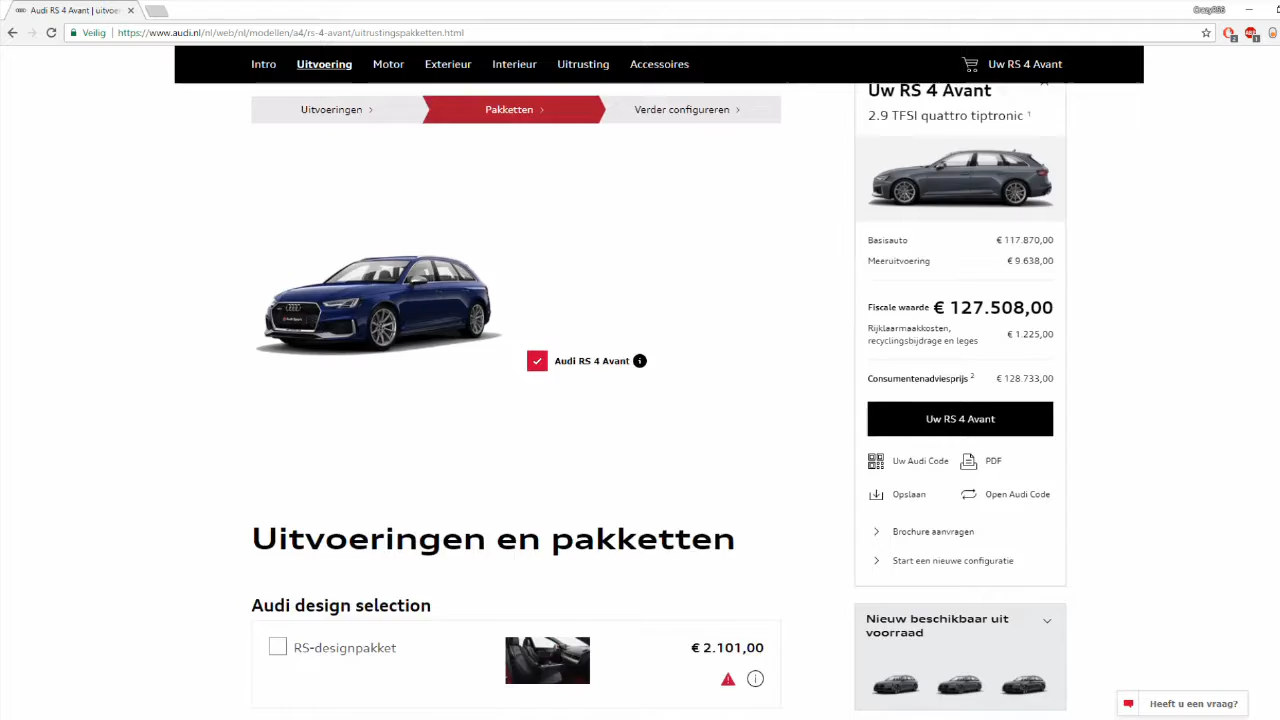 Audi RS 4 Avant | uitvoe
CrazyRS6
Veilig | https://www.audi.nl/nl/web/nl/modellen/a4/rs-4-avant/uitrustingspakketten.html
Intro Uitvoering Motor Exterieur Interieur Uitrusting Accessoires Uw RS 4 Avant
Uitvoeringen Pakketten Verder configureren
Uw RS 4 Avant
2.9 TFSI quattro tiptronic 1
Basisauto € 117.870,00
Meeruitvoering € 9.638,00
Fiscale waarde € 127.508,00
Rijklaarmaakkosten,
recyclingsbijdrage en leges € 1.225,00
Consumentenadviesprijs 2 € 128.733,00
Uw RS 4 Avant
Uw Audi Code PDF
Opslaan Open Audi Code
Brochure aanvragen
Start een nieuwe configuratie
Audi RS 4 Avant
Uitvoeringen en pakketten
Audi design selection
RS-designpakket € 2.101,00
Nieuw beschikbaar uit
voorraad
Heeft u een vraag?